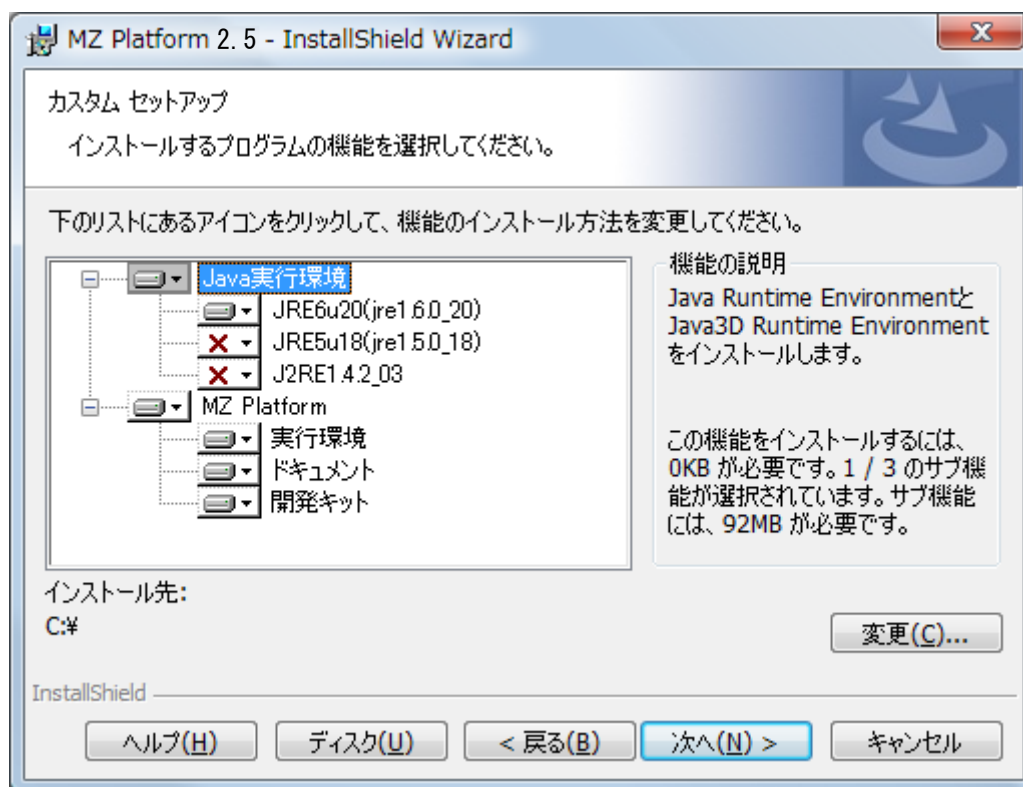 MZ Platform 2.5 - InstallShield Wizard
カスタム セットアップ
インストールするプログラムの機能を選択してください。
下のリストにあるアイコンをクリックして、機能のインストール方法を変更してください。
Java実行環境
JRE6u20(jre1.6.0_20)
JRE5u18(jre1.5.0_18)
J2RE1.4.2_03
MZ Platform
実行環境
ドキュメント
開発キット
機能の説明
Java Runtime Environmentと
Java3D Runtime Environment
をインストールします。
この機能をインストールするには、
0KB が必要です。1 / 3 のサブ機
能が選択されています。サブ機能
には、92MB が必要です。
インストール先:
C:¥
変更(C)...
InstallShield
ヘルプ(H)
ディスク(U)
< 戻る(B)
次へ(N) >
キャンセル